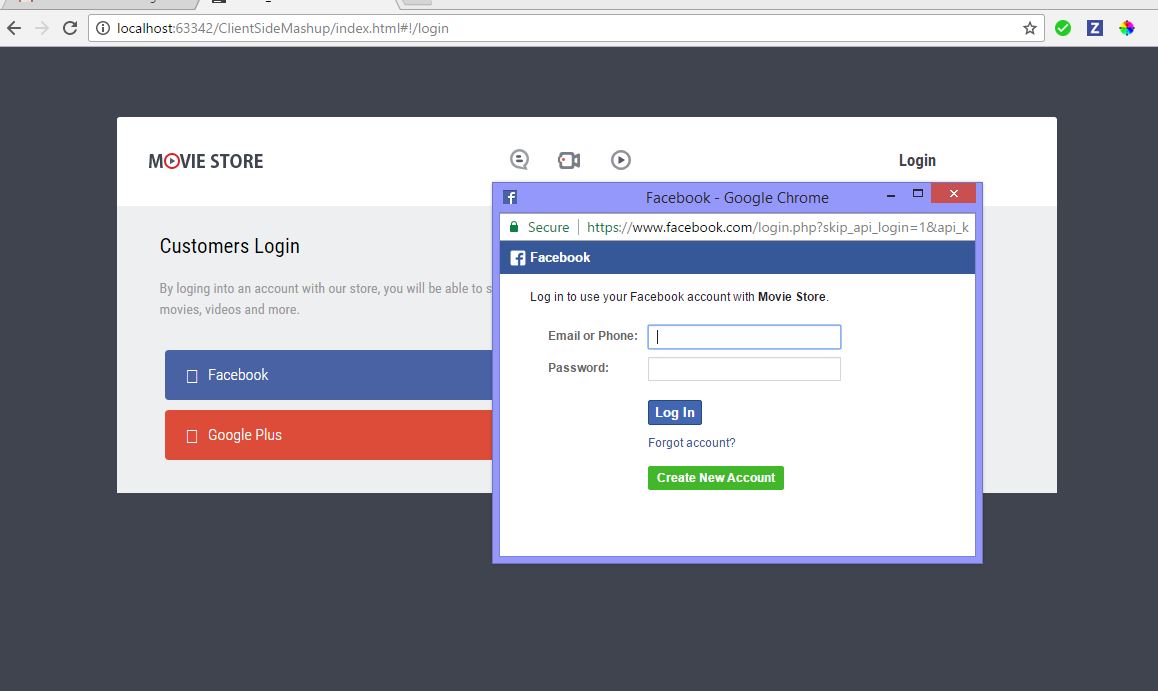 localhost:63342/ClientSideMashup/index.html#!/login
Z
MOVIE STORE
Login
Facebook - Google Chrome
Secure https://www.facebook.com/login.php?skip_api_login=1&api_k
Facebook
Customers Login
By loging into an account with our store, you will be able to s
movies, videos and more.
Facebook
Google Plus
Log in to use your Facebook account with Movie Store.
Email or Phone:
Password:
Log In
Forgot account?
Create New Account